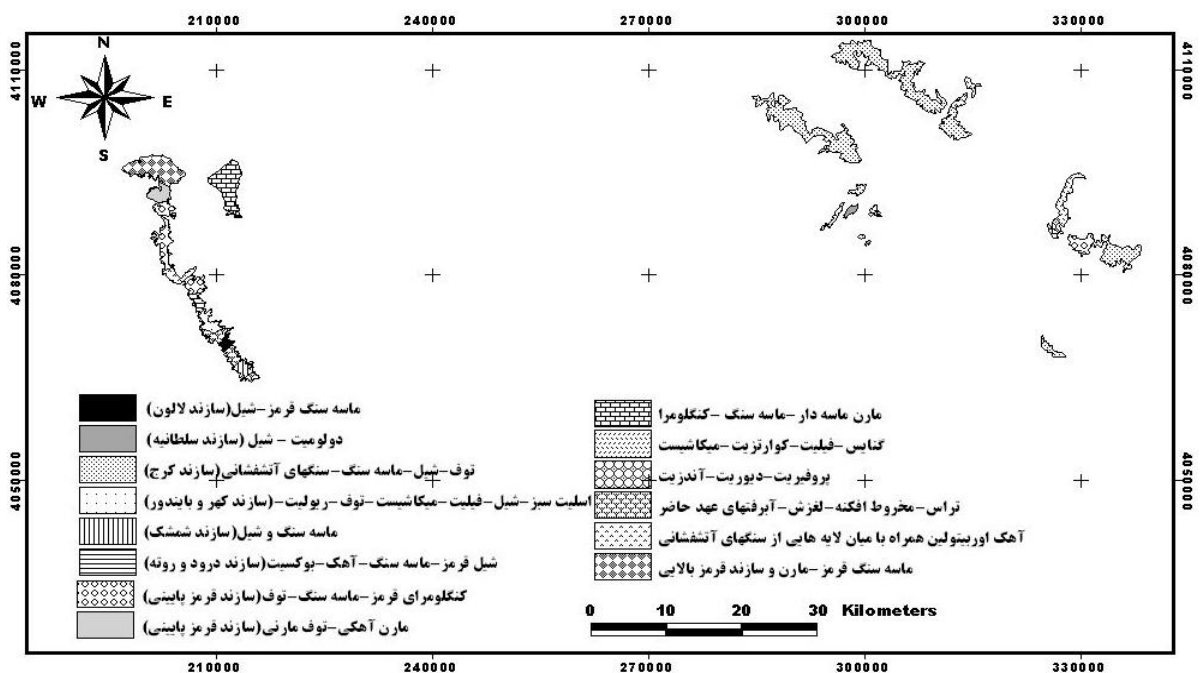 210000 240000 270000 300000 330000
N
W E
S
4110000 4110000
4080000 4080000
4050000 4050000
ماسه سنگ قرمز-شیل(سازند لالون)
دولومیت - شیل (سازند سلطانیه)
توف-شیل-ماسه سنگ-سنگهای آتشفشانی(سازند کرج)
اسلیت سبز-شیل-فیلیت-میکاشیست-توف-ریولیت-(سازند کهر و بایندور)
ماسه سنگ و شیل(سازند شمشک)
شیل قرمز-ماسه سنگ-آهک-بوکسیت(سازند درود و روته)
کنگلومرای قرمز-ماسه سنگ-توف(سازند قرمز پایینی)
مارن آهکی-توف مارنی(سازند قرمز پایینی)
مارن ماسه دار-ماسه سنگ-کنگلومرا
گنایس-فیلیت-کوارتزیت-میکاشیست
پروفیریت-دیوریت-آندزیت
تراس-مخروط افکنه-لغزش-آبرفتهای عهد حاضر
آهک اوربیتولین همراه با میان لایه هایی از سنگهای آتشفشانی
ماسه سنگ قرمز-مارن و سازند قرمز بالایی
0 10 20 30 Kilometers
210000 240000 270000 300000 330000